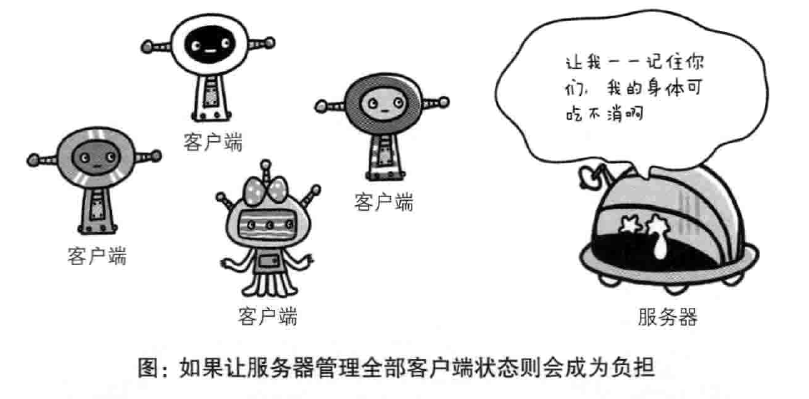 让我一一记住你
们，我的身体可
吃不消啊
客户端
客户端
客户端
客户端
服务器
图：如果让服务器管理全部客户端状态则会成为负担